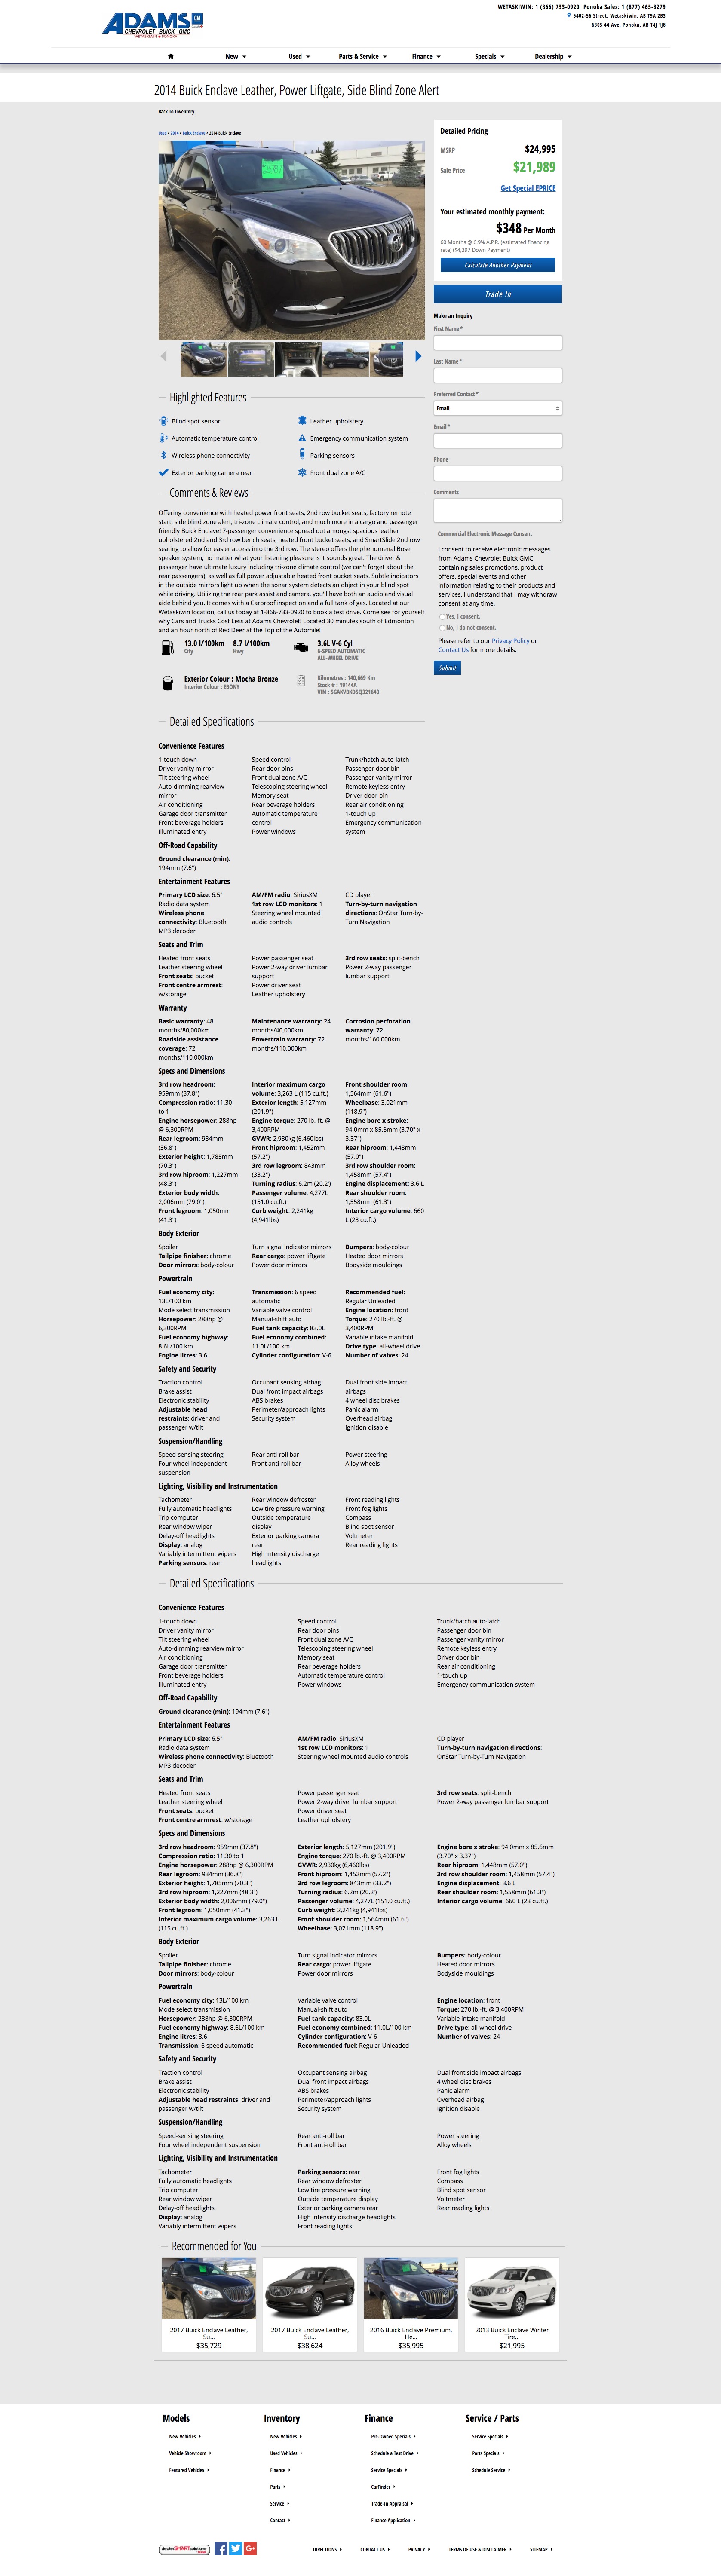 WETASKIWIN: 1 (866) 733-0920 Ponoka Sales: 1 (877) 465-8279
5402-56 Street, Wetaskiwin, AB T9A 2B3
6305 44 Ave, Ponoka, AB T4J 1J8
ADAMS GM
CHEVROLET BUICK GMC
WETASKIWIN • PONOKA
New Used Parts & Service Finance Specials Dealership
2014 Buick Enclave Leather, Power Liftgate, Side Blind Zone Alert
Back To Inventory
Used > 2014 > Buick Enclave > 2014 Buick Enclave
Detailed Pricing
MSRP $24,995
Sale Price $21,989
Get Special EPRICE
Your estimated monthly payment:
$348 Per Month
60 Months @ 6.9% A.P.R. (estimated financing
rate) ($4,397 Down Payment)
Calculate Another Payment
Trade In
Make an Inquiry
First Name*
Last Name*
Preferred Contact*
Email
Email*
Phone
Comments
Commercial Electronic Message Consent
I consent to receive electronic messages
from Adams Chevrolet Buick GMC
containing sales promotions, product
offers, special events and other
information relating to their products and
services. I understand that I may withdraw
consent at any time.
Yes, I consent.
No, I do not consent.
Please refer to our Privacy Policy or
Contact Us for more details.
Submit
Highlighted Features
Blind spot sensor Leather upholstery
Automatic temperature control Emergency communication system
Wireless phone connectivity Parking sensors
Exterior parking camera rear Front dual zone A/C
Comments & Reviews
Offering convenience with heated power front seats, 2nd row bucket seats, factory remote
start, side blind zone alert, tri-zone climate control, and much more in a cargo and passenger
friendly Buick Enclave! 7-passenger convenience spread out amongst spacious leather
upholstered 2nd and 3rd row bench seats, heated front bucket seats, and SmartSlide 2nd row
seating to allow for easier access into the 3rd row. The stereo offers the phenomenal Bose
speaker system, no matter what your listening pleasure is it sounds great. The driver &
passenger have ultimate luxury including tri-zone climate control (we can't forget about the
rear passengers), as well as full power adjustable heated front bucket seats. Subtle indicators
in the outside mirrors light up when the sonar system detects an object in your blind spot
while driving. Utilizing the rear park assist and camera, you'll have both an audio and visual
aide behind you. It comes with a Carproof inspection and a full tank of gas. Located at our
Wetaskiwin location, call us today at 1-866-733-0920 to book a drive. Come see for yourself
why Cars and Trucks Cost Less at Adams Chevrolet! Located 30 minutes south of Edmonton
and an hour north of Red Deer at the Top of the Automile!
13.0 l/100km 8.7 l/100km 3.6L V-6 Cyl
City Hwy 6-SPEED AUTOMATIC
ALL-WHEEL DRIVE
Exterior Colour : Mocha Bronze
Interior Colour : EBONY
Kilometres : 140,669 Km
Stock # : 19144A
Detailed Specifications
Convenience Features
1-touch down Speed control Trunk/hatch auto-latch
Driver vanity mirror Rear door bins Passenger door bin
Tilt steering wheel Front dual zone A/C Passenger vanity mirror
Auto-dimming rearview Telescoping steering wheel Remote keyless entry
mirror Memory seat Driver door bin
Air conditioning Rear beverage holders Rear air conditioning
Garage door transmitter Automatic temperature 1-touch up
Front beverage holders control Emergency communication
Illuminated entry Power windows system
Off-Road Capability
Ground clearance (min):
194mm (7.6")
Entertainment Features
Primary LCD size: 6.5" AM/FM radio: SiriusXM CD player
Radio data system 1st row LCD monitors: 1 Turn-by-turn navigation
Wireless phone Steering wheel mounted directions: OnStar Turn-by-
connectivity: Bluetooth audio controls Turn Navigation
MP3 decoder
Seats and Trim
Heated front seats Power passenger seat 3rd row seats: split-bench
Leather steering wheel Power 2-way driver lumbar Power 2-way passenger
Front seats: bucket support lumbar support
Front centre armrest: Power driver seat
w/storage Leather upholstery
Warranty
Basic warranty: 48 Maintenance warranty: 24 Corrosion perforation
months/80,000km months/40,000km warranty: 72
Roadside assistance Powertrain warranty: 72 months/160,000km
coverage: 72 months/110,000km
months/110,000km
Specs and Dimensions
3rd row headroom: Interior maximum cargo Front shoulder room:
959mm (37.8") volume: 3,263 L (115 cu.ft.) 1,564mm (61.6")
Compression ratio: 11.30 Exterior length: 5,127mm Wheelbase: 3,021mm
to 1 (201.9") (118.9")
Engine horsepower: 288hp Engine torque: 270 lb.-ft. @ Engine bore x stroke:
@ 6,300RPM 3,400RPM 94.0mm x 85.6mm (3.70" x
Rear legroom: 934mm GVWR: 2,930kg (6,460lbs) 3.37")
(36.8") Front hiproom: 1,452mm Rear hiproom: 1,448mm
Exterior height: 1,785mm (57.2") (57.0")
(70.3") 3rd row legroom: 843mm 3rd row shoulder room:
3rd row hiproom: 1,227mm (33.2") 1,458mm (57.4")
(48.3") Turning radius: 6.2m (20.2') Engine displacement: 3.6 L
Exterior body width: Passenger volume: 4,277L Rear shoulder room:
2,006mm (79.0") (151.0 cu.ft.) 1,558mm (61.3")
Front legroom: 1,050mm Curb weight: 2,241kg Interior cargo volume: 660
(41.3") (4,941lbs) L (23 cu.ft.)
Body Exterior
Spoiler Turn signal indicator mirrors Bumpers: body-colour
Tailpipe finisher: chrome Rear cargo: power liftgate Heated door mirrors
Door mirrors: body-colour Power door mirrors Bodyside mouldings
Powertrain
Fuel economy city: Transmission: 6 speed Recommended fuel:
13L/100 km automatic Regular Unleaded
Mode select transmission Variable valve control Engine location: front
Horsepower: 288hp @ Manual-shift auto Torque: 270 lb.-ft. @
6,300RPM Fuel tank capacity: 83.0L 3,400RPM
Fuel economy highway: Fuel economy combined: Variable intake manifold
8.6L/100 km 11.0L/100 km Drive type: all-wheel drive
Engine litres: 3.6 Cylinder configuration: V-6 Number of valves: 24
Safety and Security
Traction control Occupant sensing airbag Dual front side impact
Brake assist Dual front impact airbags airbags
Electronic stability ABS brakes 4 wheel disc brakes
Adjustable head Perimeter/approach lights Panic alarm
restraints: driver and Security system Overhead airbag
passenger w/tilt Ignition disable
Suspension/Handling
Speed-sensing steering Rear anti-roll bar Power steering
Four wheel independent Front anti-roll bar Alloy wheels
suspension
Lighting, Visibility and Instrumentation
Tachometer Rear window defroster Front reading lights
Fully automatic headlights Low tire pressure warning Front fog lights
Trip computer Outside temperature Compass
Rear window wiper display Blind spot sensor
Delay-off headlights Exterior parking camera Voltmeter
Display: analog rear Rear reading lights
Variably intermittent wipers High intensity discharge
Parking sensors: rear headlights
Detailed Specifications
Convenience Features
1-touch down Speed control Trunk/hatch auto-latch
Driver vanity mirror Rear door bins Passenger door bin
Tilt steering wheel Front dual zone A/C Passenger vanity mirror
Auto-dimming rearview mirror Telescoping steering wheel Remote keyless entry
Air conditioning Memory seat Driver door bin
Garage door transmitter Rear beverage holders Rear air conditioning
Front beverage holders Automatic temperature control 1-touch up
Illuminated entry Power windows Emergency communication system
Off-Road Capability
Ground clearance (min): 194mm (7.6")
Entertainment Features
Primary LCD size: 6.5" AM/FM radio: SiriusXM CD player
Radio data system 1st row LCD monitors: 1 Turn-by-turn navigation directions:
Wireless phone connectivity: Bluetooth Steering wheel mounted audio controls OnStar Turn-by-Turn Navigation
MP3 decoder
Seats and Trim
Heated front seats Power passenger seat 3rd row seats: split-bench
Leather steering wheel Power 2-way driver lumbar support Power 2-way passenger lumbar support
Front seats: bucket Power driver seat
Front centre armrest: w/storage Leather upholstery
Specs and Dimensions
3rd row headroom: 959mm (37.8") Exterior length: 5,127mm (201.9") Engine bore x stroke: 94.0mm x 85.6mm
Compression ratio: 11.30 to 1 Engine torque: 270 lb.-ft. @ 3,400RPM (3.70" x 3.37")
Engine horsepower: 288hp @ 6,300RPM GVWR: 2,930kg (6,460lbs) Rear hiproom: 1,448mm (57.0")
Rear legroom: 934mm (36.8") Front hiproom: 1,452mm (57.2") 3rd row shoulder room: 1,458mm (57.4")
Exterior height: 1,785mm (70.3") 3rd row legroom: 843mm (33.2") Engine displacement: 3.6 L
3rd row hiproom: 1,227mm (48.3") Turning radius: 6.2m (20.2') Rear shoulder room: 1,558mm (61.3")
Exterior body width: 2,006mm (79.0") Passenger volume: 4,277L (151.0 cu.ft.) Interior cargo volume: 660 L (23 cu.ft.)
Front legroom: 1,050mm (41.3") Curb weight: 2,241kg (4,941lbs)
Interior maximum cargo volume: 3,263 L Front shoulder room: 1,564mm (61.6")
(115 cu.ft.) Wheelbase: 3,021mm (118.9")
Body Exterior
Spoiler Turn signal indicator mirrors Bumpers: body-colour
Tailpipe finisher: chrome Rear cargo: power liftgate Heated door mirrors
Door mirrors: body-colour Power door mirrors Bodyside mouldings
Powertrain
Fuel economy city: 13L/100 km Variable valve control Engine location: front
Mode select transmission Manual-shift auto Torque: 270 lb.-ft. @ 3,400RPM
Horsepower: 288hp @ 6,300RPM Fuel tank capacity: 83.0L Variable intake manifold
Fuel economy highway: 8.6L/100 km Fuel economy combined: 11.0L/100 km Drive type: all-wheel drive
Engine litres: 3.6 Cylinder configuration: V-6 Number of valves: 24
Transmission: 6 speed automatic Recommended fuel: Regular Unleaded
Safety and Security
Traction control Occupant sensing airbag Dual front side impact airbags
Brake assist Dual front impact airbags 4 wheel disc brakes
Electronic stability ABS brakes Panic alarm
Adjustable head restraints: driver and Perimeter/approach lights Overhead airbag
passenger w/tilt Security system Ignition disable
Suspension/Handling
Speed-sensing steering Rear anti-roll bar Power steering
Four wheel independent suspension Front anti-roll bar Alloy wheels
Lighting, Visibility and Instrumentation
Tachometer Parking sensors: rear Front fog lights
Fully automatic headlights Rear window defroster Compass
Trip computer Low tire pressure warning Blind spot sensor
Rear window wiper Outside temperature display Voltmeter
Delay-off headlights Exterior parking camera rear Rear reading lights
Display: analog High intensity discharge headlights
Variably intermittent wipers Front reading lights
Recommended for You
2017 Buick Enclave Leather, 2017 Buick Enclave Leather, 2016 Buick Enclave Premium, 2013 Buick Enclave Winter
Su... Su... He... Tire...
$35,729 $38,624 $35,995 $21,995
Models Inventory Finance Service / Parts
New Vehicles New Vehicles Pre-Owned Specials Service Specials
Vehicle Showroom Used Vehicles Schedule a Test Drive Parts Specials
Featured Vehicles Finance Service Specials Schedule Service
Parts CarFinder
Service Trade-In Appraisal
Contact Finance Application
dealerSMARTsolutions
DIRECTIONS CONTACT US PRIVACY TERMS OF USE & DISCLAIMER SITEMAP